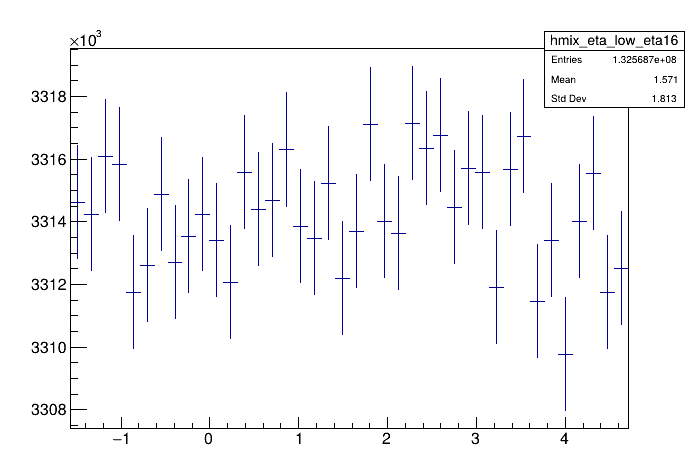 ×10³
hmix_eta_low_eta16
Entries 1.325687e+08
Mean 1.571
Std Dev 1.813
3318
3316
3314
3312
3310
3308
−1 0 1 2 3 4